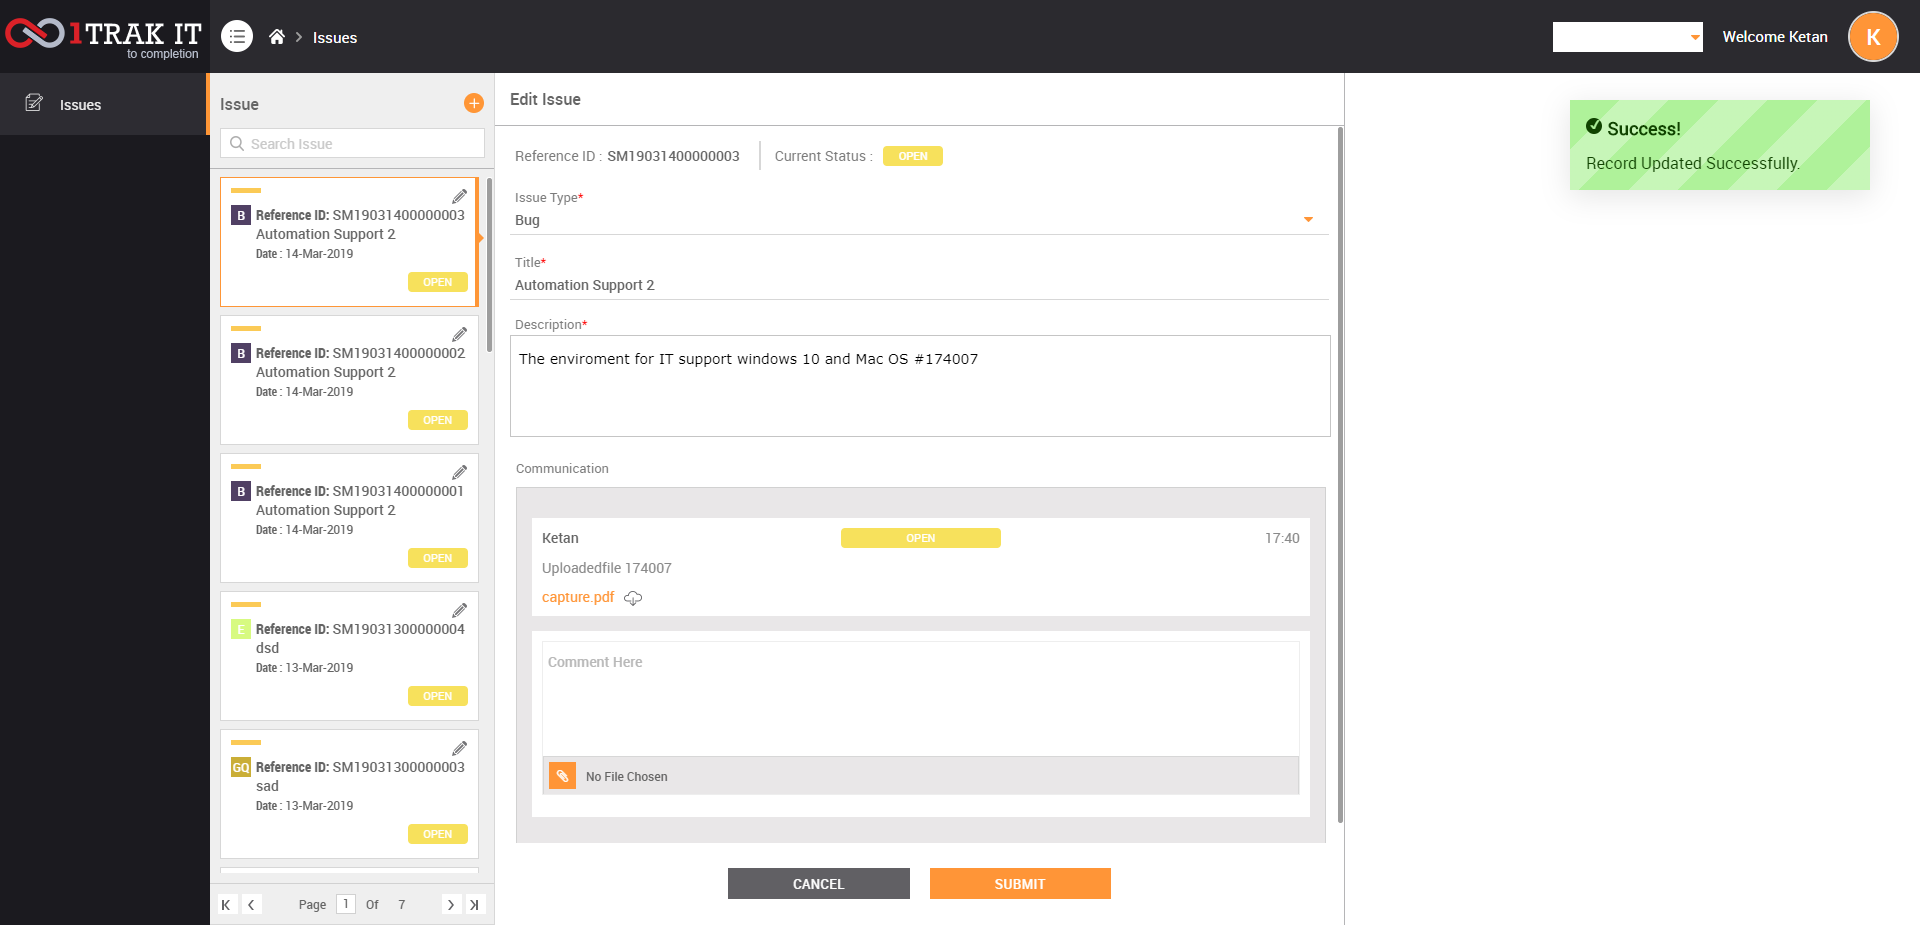 1TRAK IT
to completion
Issues
Welcome Ketan
K
Issues
Issue
Search Issue
B Reference ID: SM19031400000003
Automation Support 2
Date : 14-Mar-2019
OPEN
B Reference ID: SM19031400000002
Automation Support 2
Date : 14-Mar-2019
OPEN
B Reference ID: SM19031400000001
Automation Support 2
Date : 14-Mar-2019
OPEN
E Reference ID: SM19031300000004
dsd
Date : 13-Mar-2019
OPEN
GQ Reference ID: SM19031300000003
sad
Date : 13-Mar-2019
OPEN
Page 1 Of 7
Edit Issue
Reference ID : SM19031400000003 Current Status : OPEN
Issue Type*
Bug
Title*
Automation Support 2
Description*
The enviroment for IT support windows 10 and Mac OS #174007
Communication
Ketan OPEN 17:40
Uploadedfile 174007
capture.pdf
Comment Here
No File Chosen
CANCEL SUBMIT
Success!
Record Updated Successfully.